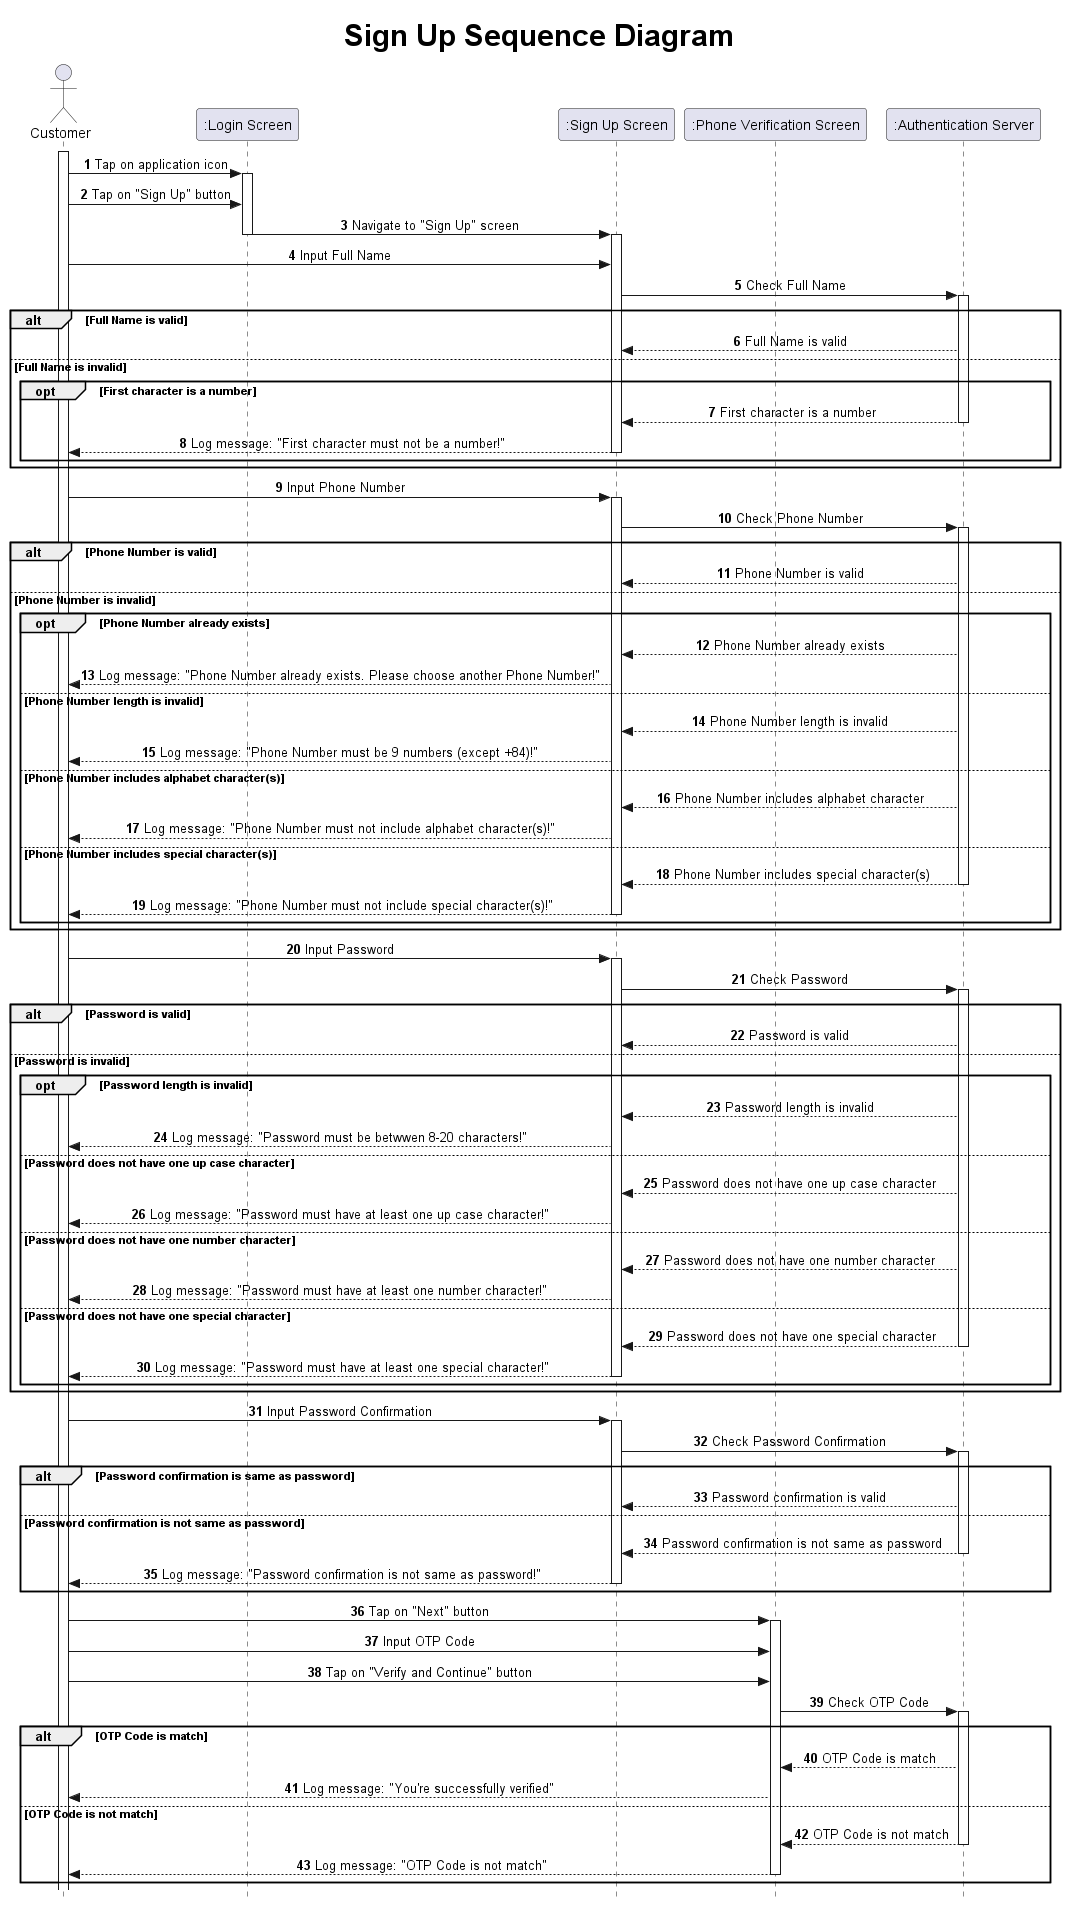 Sign Up Sequence Diagram
Customer
:Login Screen
:Sign Up Screen
:Phone Verification Screen
:Authentication Server
1 Tap on application icon
2 Tap on "Sign Up" button
3 Navigate to "Sign Up" screen
4 Input Full Name
5 Check Full Name
alt [Full Name is valid]
6 Full Name is valid
[Full Name is invalid]
opt [First character is a number]
7 First character is a number
8 Log message: "First character must not be a number!"
9 Input Phone Number
10 Check Phone Number
alt [Phone Number is valid]
11 Phone Number is valid
[Phone Number is invalid]
opt [Phone Number already exists]
12 Phone Number already exists
13 Log message: "Phone Number already exists. Please choose another Phone Number!"
[Phone Number length is invalid]
14 Phone Number length is invalid
15 Log message: "Phone Number must be 9 numbers (except +84)!"
[Phone Number includes alphabet character(s)]
16 Phone Number includes alphabet character
17 Log message: "Phone Number must not include alphabet character(s)!"
[Phone Number includes special character(s)]
18 Phone Number includes special character(s)
19 Log message: "Phone Number must not include special character(s)!"
20 Input Password
21 Check Password
alt [Password is valid]
22 Password is valid
[Password is invalid]
opt [Password length is invalid]
23 Password length is invalid
24 Log message: "Password must be betwwen 8-20 characters!"
[Password does not have one up case character]
25 Password does not have one up case character
26 Log message: "Password must have at least one up case character!"
[Password does not have one number character]
27 Password does not have one number character
28 Log message: "Password must have at least one number character!"
[Password does not have one special character]
29 Password does not have one special character
30 Log message: "Password must have at least one special character!"
31 Input Password Confirmation
32 Check Password Confirmation
alt [Password confirmation is same as password]
33 Password confirmation is valid
[Password confirmation is not same as password]
34 Password confirmation is not same as password
35 Log message: "Password confirmation is not same as password!"
36 Tap on "Next" button
37 Input OTP Code
38 Tap on "Verify and Continue" button
39 Check OTP Code
alt [OTP Code is match]
40 OTP Code is match
41 Log message: "You're successfully verified"
[OTP Code is not match]
42 OTP Code is not match
43 Log message: "OTP Code is not match"